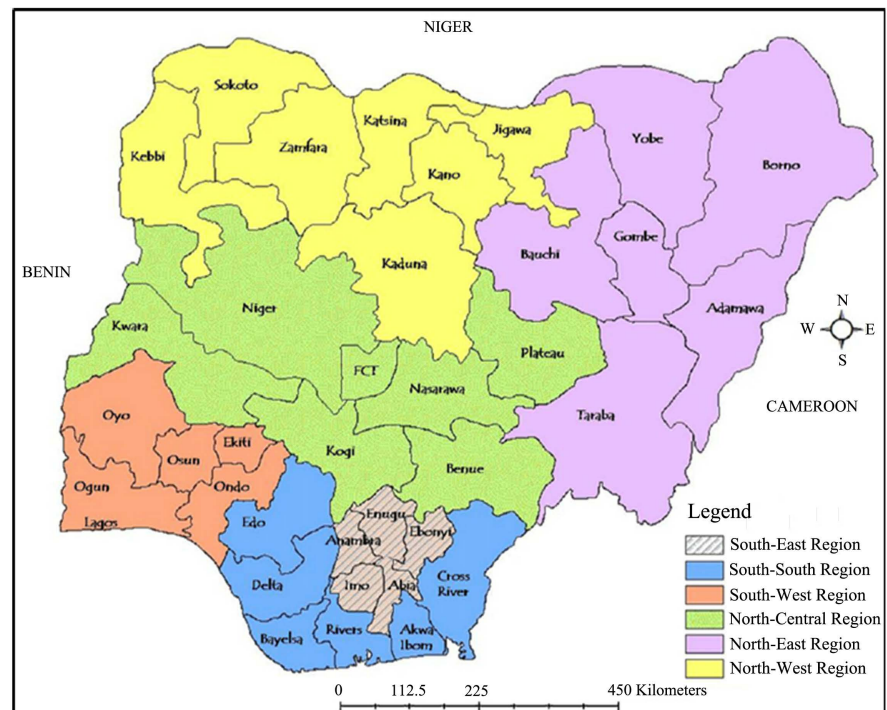 NIGER
Sokoto
Katsina
Jigawa
Yobe
Kebbi
Zamfara
Kano
Borno
Gombe
Bauchi
Kaduna
BENIN
Niger
Adamawa
N
W E
S
Kwara
Plateau
FCT
Nasarawa
CAMEROON
Oyo
Taraba
Ekiti
Osun
Kogi
Benue
Ogun
Ondo
Lagos
Edo
Enugu
Anambra
Ebonyi
Delta
Imo
Abia
Cross
River
Bayelsa
Rivers
Akwa
Ibom
Legend
South-East Region
South-South Region
South-West Region
North-Central Region
North-East Region
North-West Region
0 112.5 225 450 Kilometers